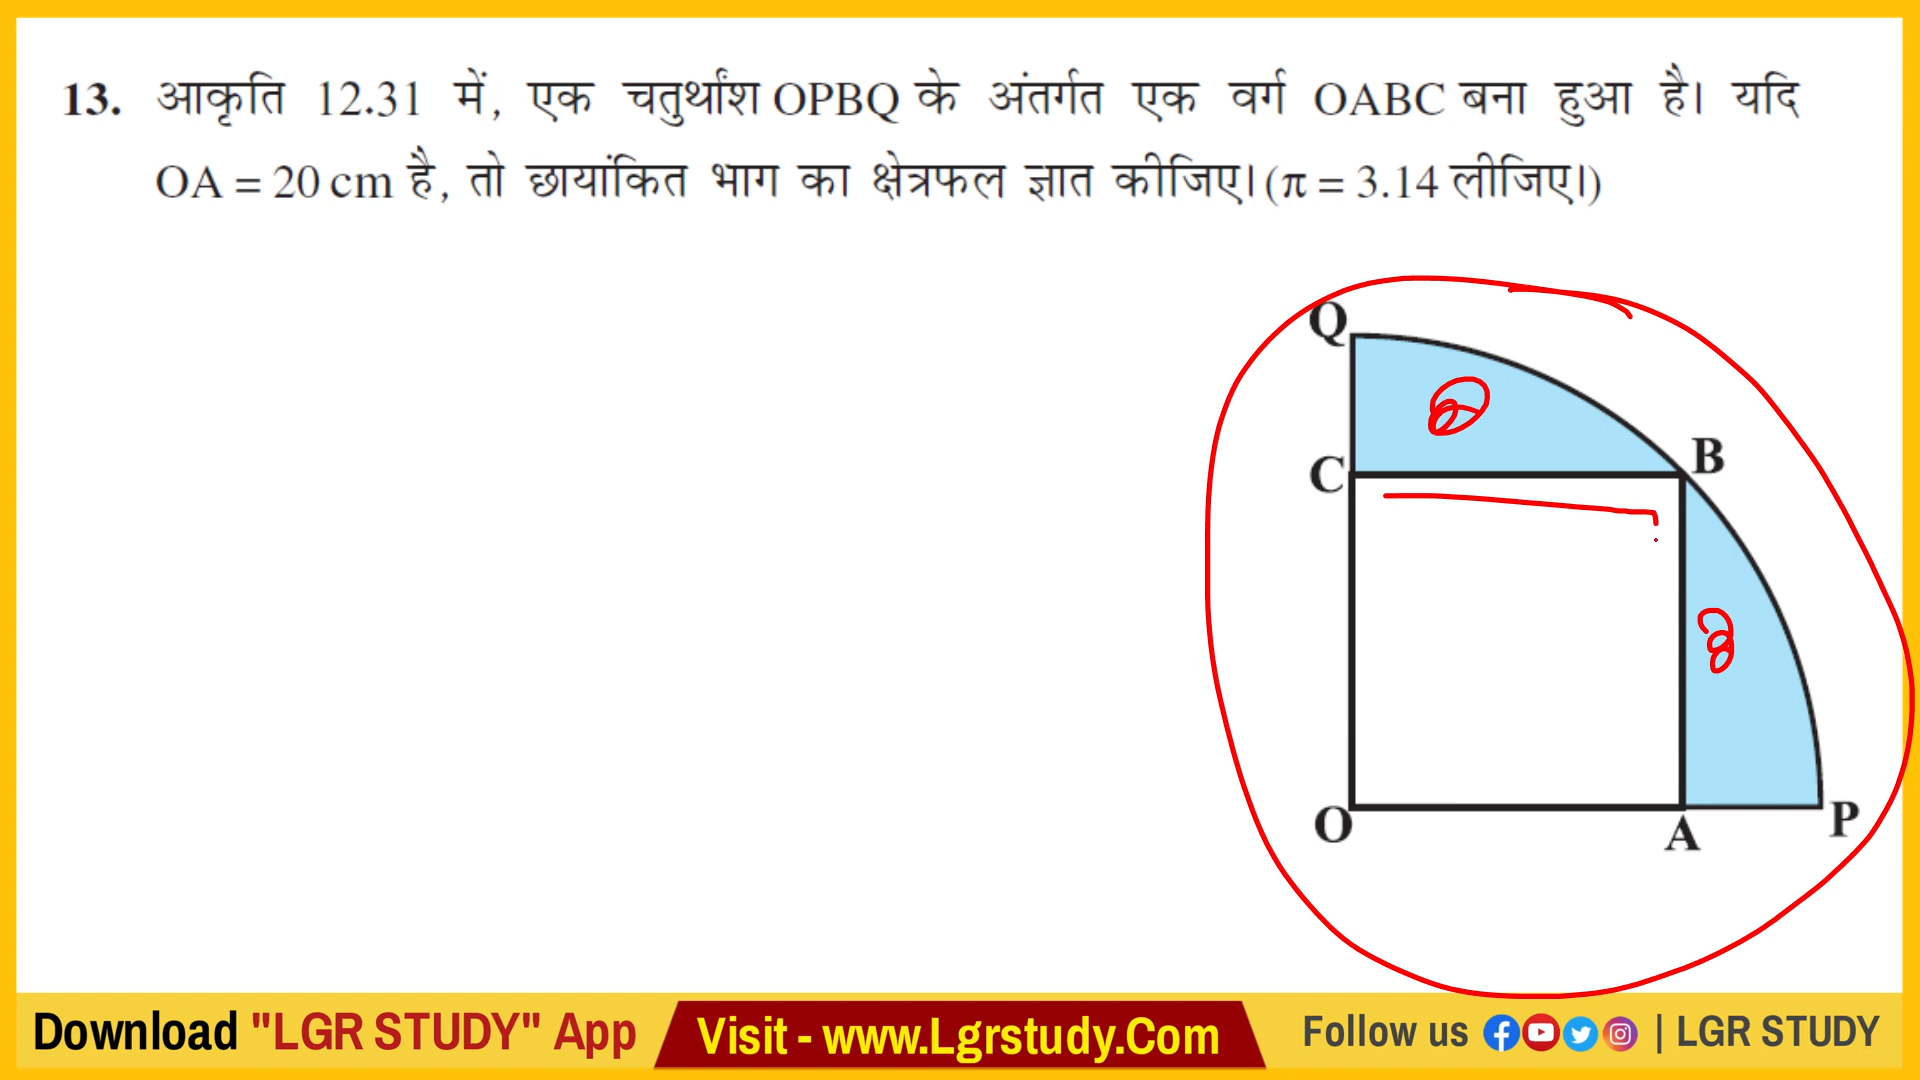 13. आकृति 12.31 में, एक चतुर्थांश OPBQ के अंतर्गत एक वर्ग OABC बना हुआ है। यदि
OA = 20 cm है, तो छायांकित भाग का क्षेत्रफल ज्ञात कीजिए। (π = 3.14 लीजिए।)
Q
C
B
O
A
P
Download "LGR STUDY" App
Visit - www.Lgrstudy.Com
Follow us | LGR STUDY